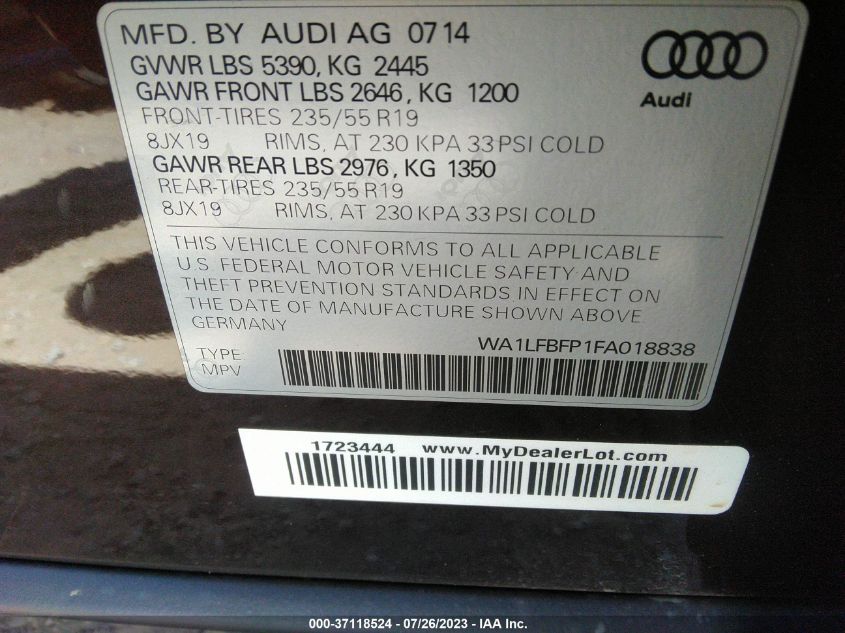 MFD. BY AUDI AG 0714
GVWR LBS 5390, KG 2445
GAWR FRONT LBS 2646, KG 1200
FRONT-TIRES 235/55 R19
8JX19 RIMS, AT 230 KPA 33 PSI COLD
GAWR REAR LBS 2976, KG 1350
REAR-TIRES 235/55 R19
8JX19 RIMS, AT 230 KPA 33 PSI COLD
Audi
THIS VEHICLE CONFORMS TO ALL APPLICABLE
U.S. FEDERAL MOTOR VEHICLE SAFETY AND
THEFT PREVENTION STANDARDS IN EFFECT ON
THE DATE OF MANUFACTURE SHOWN ABOVE
GERMANY
WA1LFBFP1FA018838
TYPE
MPV
1723444 www.MyDealerLot.com
000-37118524 - 07/26/2023 - IAA Inc.